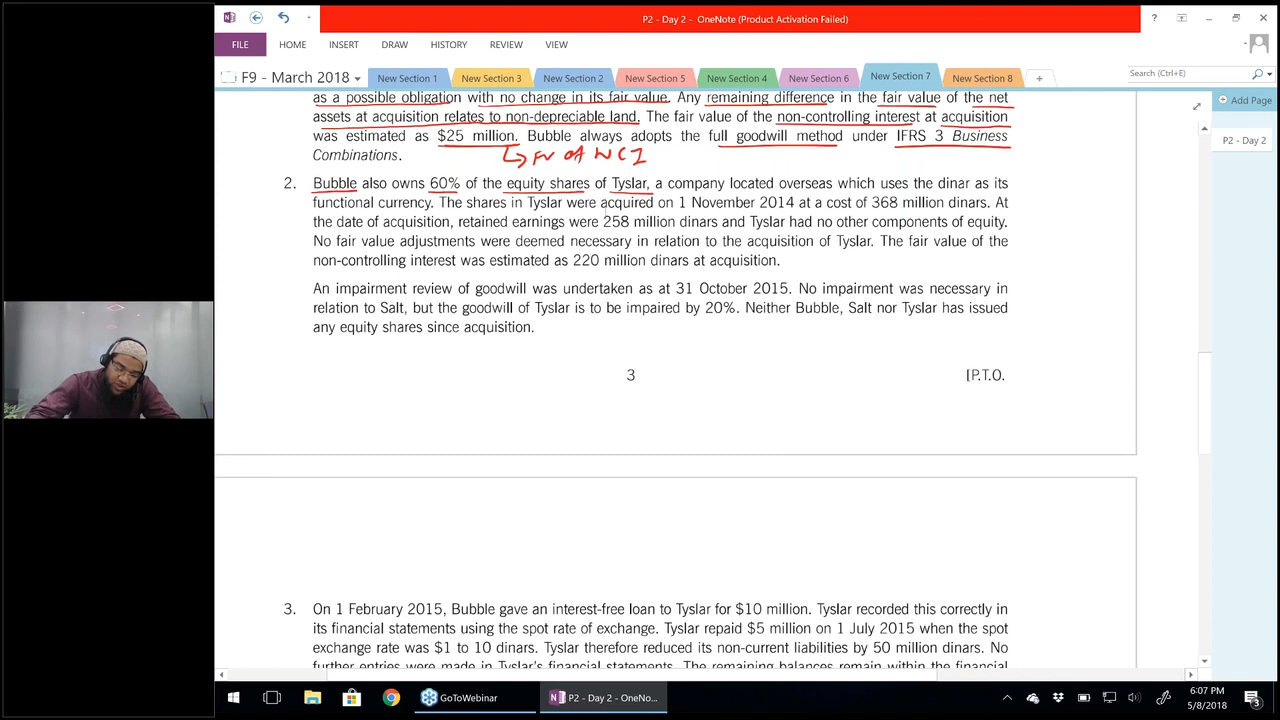 P2 - Day 2 - OneNote (Product Activation Failed)
FILE HOME INSERT DRAW HISTORY REVIEW VIEW
F9 - March 2018 New Section 1 New Section 3 New Section 2 New Section 5 New Section 4 New Section 6 New Section 7 New Section 8
Search (Ctrl+E)
Add Page
P2 - Day 2
as a possible obligation with no change in its fair value. Any remaining difference in the fair value of the net
assets at acquisition relates to non-depreciable land. The fair value of the non-controlling interest at acquisition
was estimated as $25 million. Bubble always adopts the full goodwill method under IFRS 3 Business
Combinations.
FV of NCI
2. Bubble also owns 60% of the equity shares of Tyslar, a company located overseas which uses the dinar as its
functional currency. The shares in Tyslar were acquired on 1 November 2014 at a cost of 368 million dinars. At
the date of acquisition, retained earnings were 258 million dinars and Tyslar had no other components of equity.
No fair value adjustments were deemed necessary in relation to the acquisition of Tyslar. The fair value of the
non-controlling interest was estimated as 220 million dinars at acquisition.
An impairment review of goodwill was undertaken as at 31 October 2015. No impairment was necessary in
relation to Salt, but the goodwill of Tyslar is to be impaired by 20%. Neither Bubble, Salt nor Tyslar has issued
any equity shares since acquisition.
3
[P.T.O.
3. On 1 February 2015, Bubble gave an interest-free loan to Tyslar for $10 million. Tyslar recorded this correctly in
its financial statements using the spot rate of exchange. Tyslar repaid $5 million on 1 July 2015 when the spot
exchange rate was $1 to 10 dinars. Tyslar therefore reduced its non-current liabilities by 50 million dinars. No
further entries were made in Tyslar's financial statements. The remaining balances remain within the financial
GoToWebinar
P2 - Day 2 - OneNo...
6:07 PM
5/8/2018
3